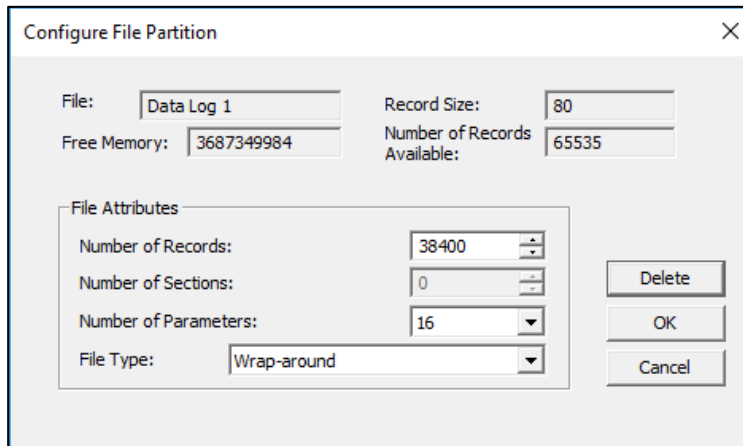 Configure File Partition
File: Data Log 1 Record Size: 80
Free Memory: 3687349984 Number of Records Available: 65535
File Attributes
Number of Records: 38400
Number of Sections: 0
Number of Parameters: 16
File Type: Wrap-around
Delete
OK
Cancel